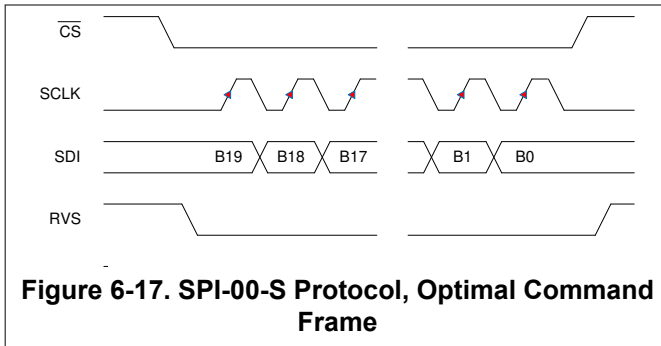 CS
SCLK
SDI B19 B18 B17 B1 B0
RVS
Figure 6-17. SPI-00-S Protocol, Optimal Command
Frame